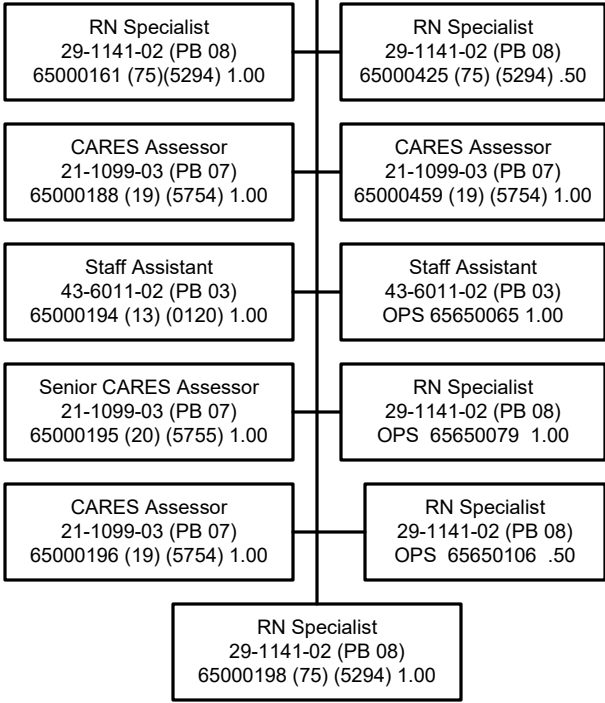 RN Specialist
29-1141-02 (PB 08)
65000161 (75)(5294) 1.00
RN Specialist
29-1141-02 (PB 08)
65000425 (75) (5294) .50
CARES Assessor
21-1099-03 (PB 07)
65000188 (19) (5754) 1.00
CARES Assessor
21-1099-03 (PB 07)
65000459 (19) (5754) 1.00
Staff Assistant
43-6011-02 (PB 03)
65000194 (13) (0120) 1.00
Staff Assistant
43-6011-02 (PB 03)
OPS 65650065 1.00
Senior CARES Assessor
21-1099-03 (PB 07)
65000195 (20) (5755) 1.00
RN Specialist
29-1141-02 (PB 08)
OPS 65650079 1.00
CARES Assessor
21-1099-03 (PB 07)
65000196 (19) (5754) 1.00
RN Specialist
29-1141-02 (PB 08)
OPS 65650106 .50
RN Specialist
29-1141-02 (PB 08)
65000198 (75) (5294) 1.00